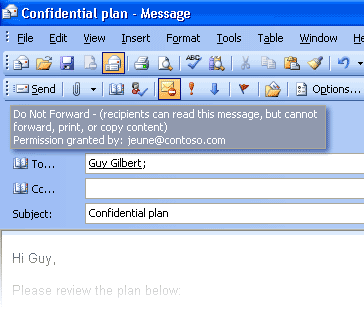 Confidential plan - Message
File Edit View Insert Format Tools Table Window He
Send Options...
Do Not Forward - (recipients can read this message, but cannot
forward, print, or copy content)
Permission granted by: jeune@contoso.com
To... Guy Gilbert;
Cc...
Subject: Confidential plan
Hi Guy,
Please review the plan below: